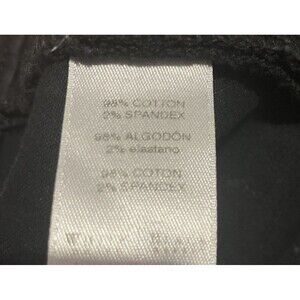 98% COTTON
2% SPANDEX
98% ALGODÓN
2% elastano
98% COTON
2% SPANDEX